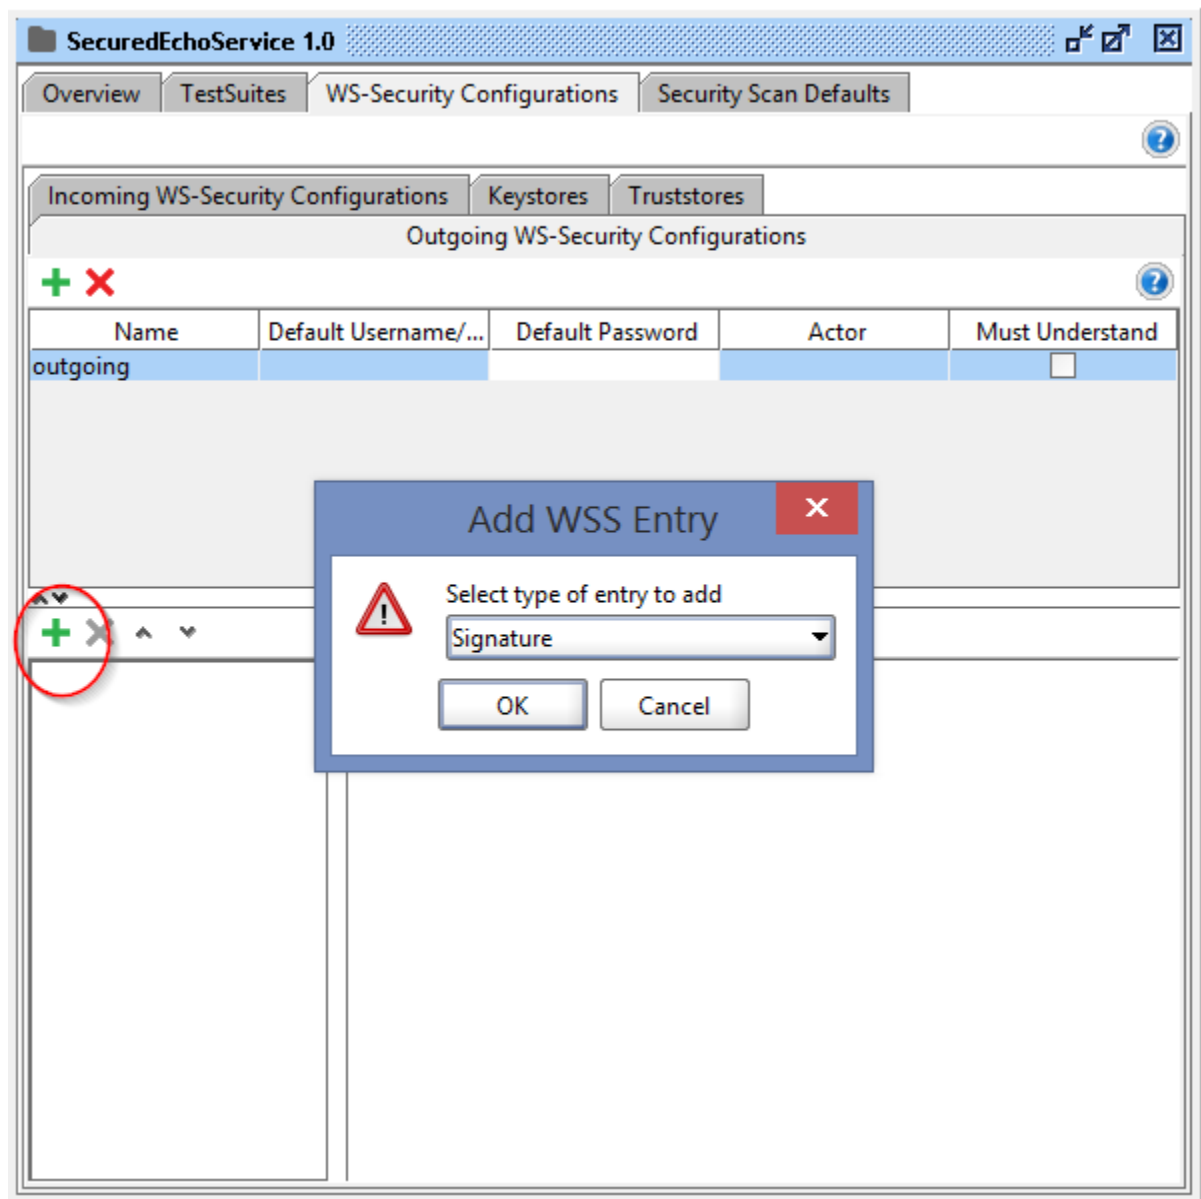 SecuredEchoService 1.0
Overview TestSuites WS-Security Configurations Security Scan Defaults
Incoming WS-Security Configurations Keystores Truststores
Outgoing WS-Security Configurations
Name Default Username/... Default Password Actor Must Understand
outgoing
Add WSS Entry
Select type of entry to add
Signature
OK Cancel